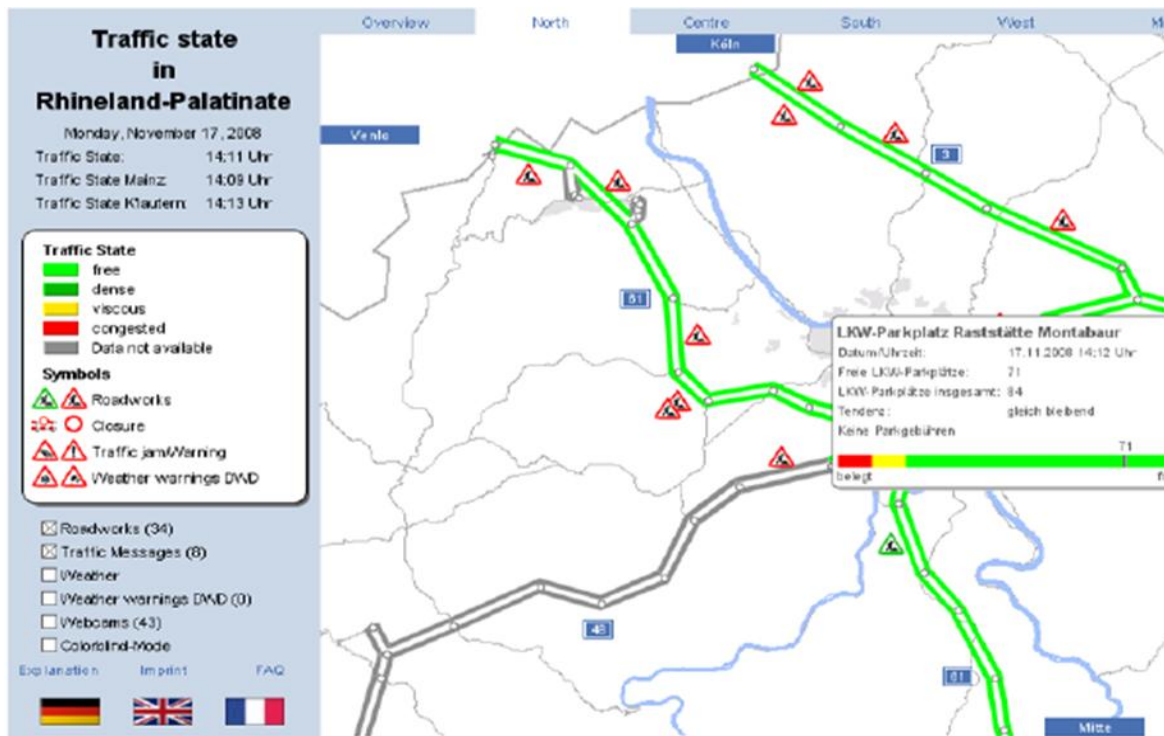 Traffic state
in
Rhineland-Palatinate
Monday, November 17, 2008
Traffic State: 14:11 Uhr
Traffic State Mainz: 14:09 Uhr
Traffic State K'lautern: 14:13 Uhr
Traffic State
free
dense
viscous
congested
Data not available
Symbols
Roadworks
Closure
Traffic jam/Warning
Weather warnings DWD
Roadworks (34)
Traffic Messages (8)
Weather
Weather warnings DWD (0)
Webcams (43)
Colorblind-Mode
Explanation Imprint FAQ
Overview North Centre South West M
Köln
Venlo
3
61
LKW-Parkplatz Raststätte Montabaur
Datum/Uhrzeit: 17.11.2008 14:12 Uhr
Freie LKW-Parkplätze: 71
LKW-Parkplätze insgesamt: 84
Tendenz: gleich bleibend
Keine Parkgebühren
71
belegt
48
61
Mitte